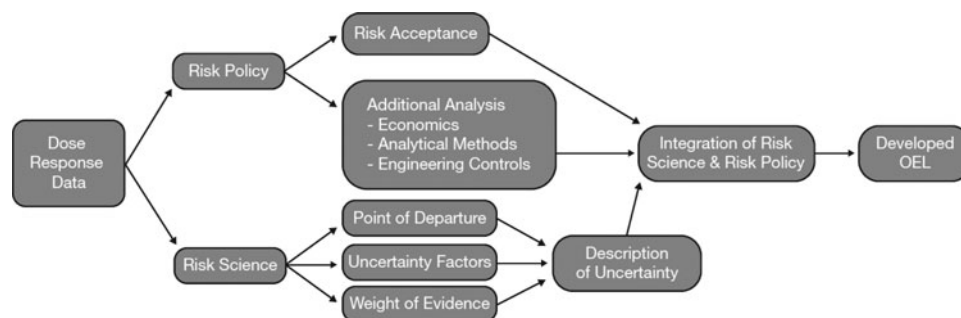 Dose
Response
Data
Risk Policy
Risk Science
Risk Acceptance
Additional Analysis
- Economics
- Analytical Methods
- Engineering Controls
Point of Departure
Uncertainty Factors
Weight of Evidence
Description
of Uncertainty
Integration of Risk
Science & Risk Policy
Developed
OEL